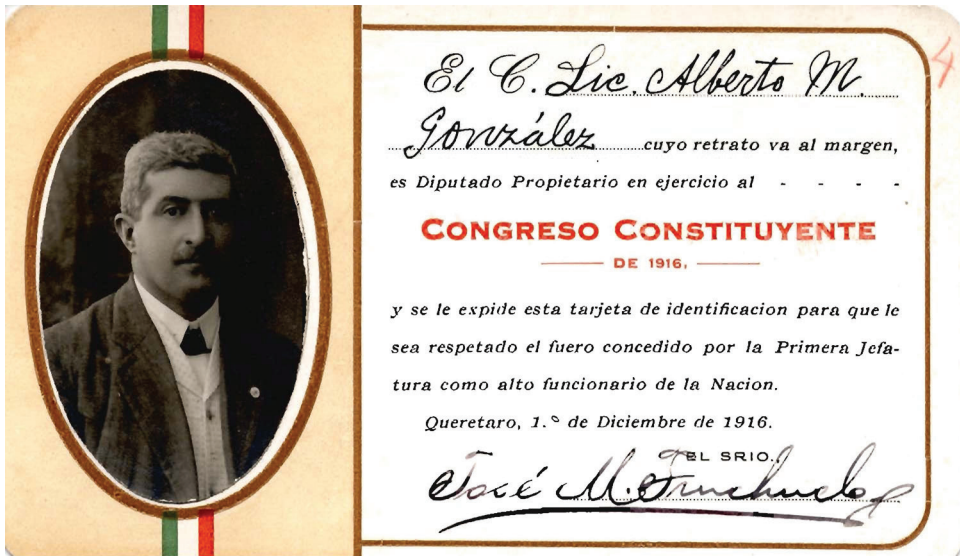 El C. Lic. Alberto M.
González cuyo retrato va al margen,
es Diputado Propietario en ejercicio al - - - -
CONGRESO CONSTITUYENTE
DE 1916,
y se le expide esta tarjeta de identificacion para que le
sea respetado el fuero concedido por la Primera Jefa-
tura como alto funcionario de la Nacion.
Queretaro, 1.º de Diciembre de 1916.
EL SRIO.
José M. Truchuelo
4